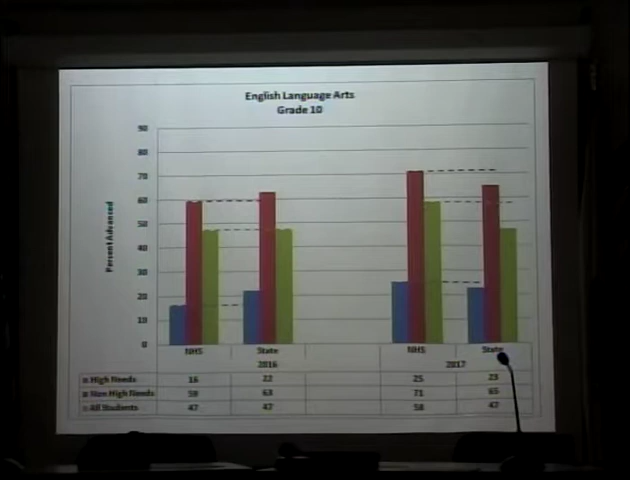 English Language Arts
Grade 10
Percent Advanced
90
80
70
60
50
40
30
20
10
0
NHS State NHS State
2016 2017
High Needs 16 22 25 23
Non High Needs 59 63 71 65
All Students 47 47 58 47